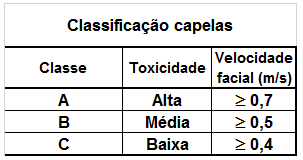 Classificação capelas
Classe Toxicidade Velocidade facial (m/s)
A Alta ≥ 0,7
B Média ≥ 0,5
C Baixa ≥ 0,4